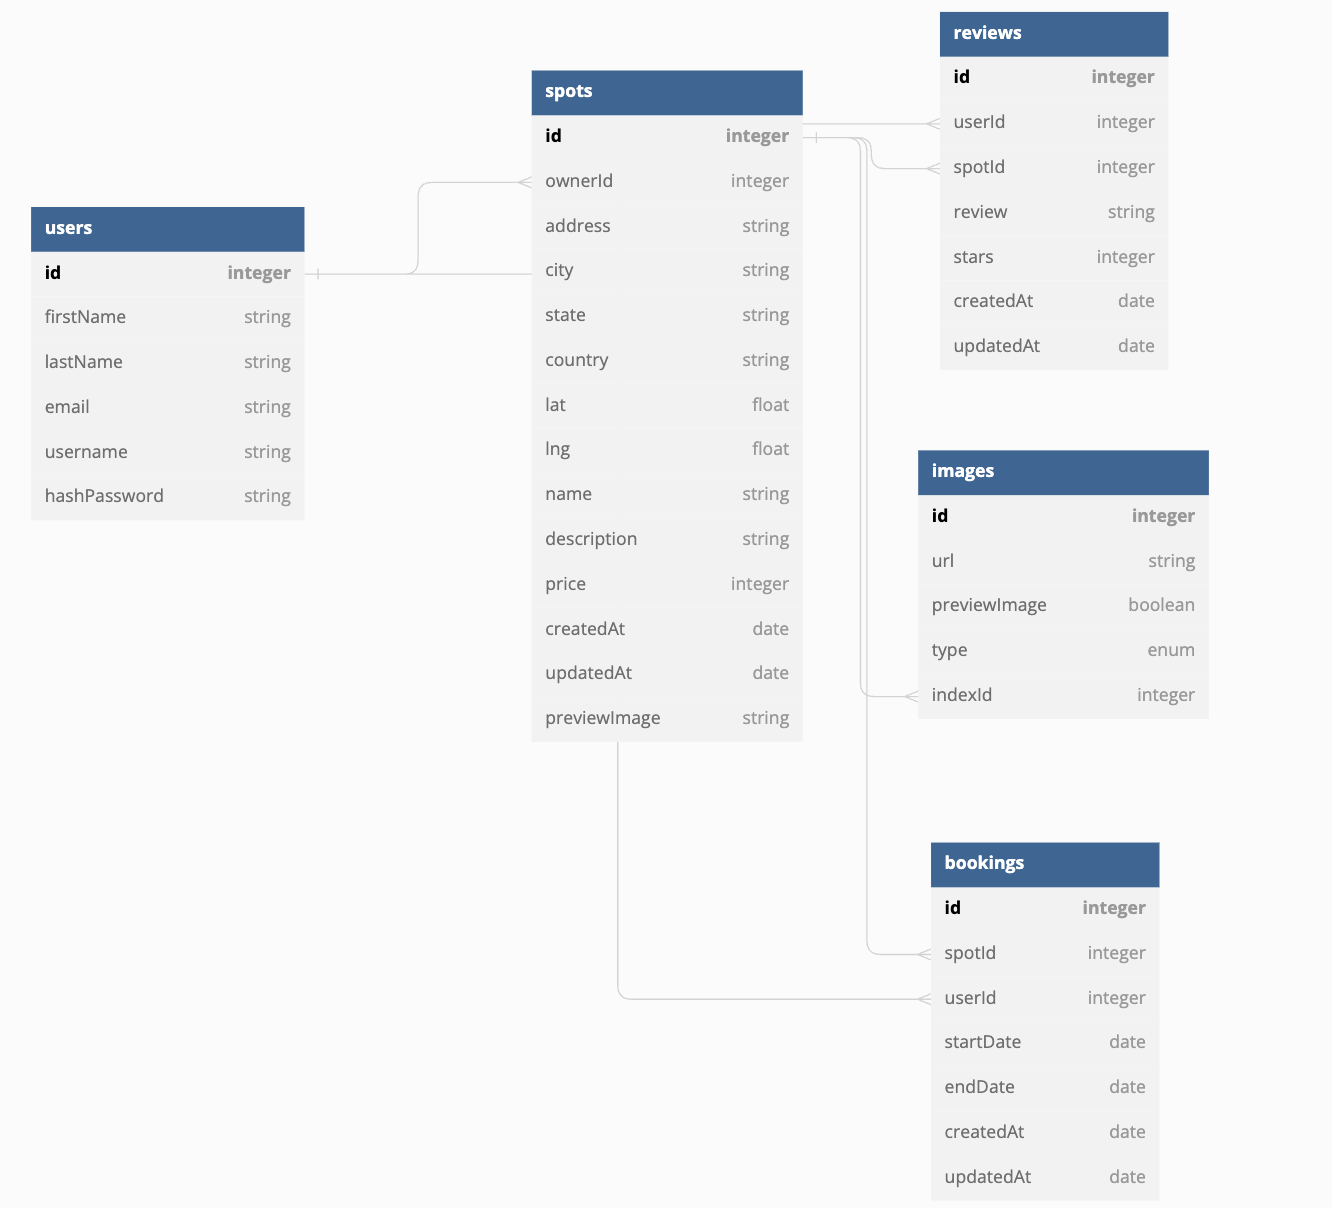 users
id integer
firstName string
lastName string
email string
username string
hashPassword string
spots
id integer
ownerId integer
address string
city string
state string
country string
lat float
lng float
name string
description string
price integer
createdAt date
updatedAt date
previewImage string
reviews
id integer
userId integer
spotId integer
review string
stars integer
createdAt date
updatedAt date
images
id integer
url string
previewImage boolean
type enum
indexId integer
bookings
id integer
spotId integer
userId integer
startDate date
endDate date
createdAt date
updatedAt date